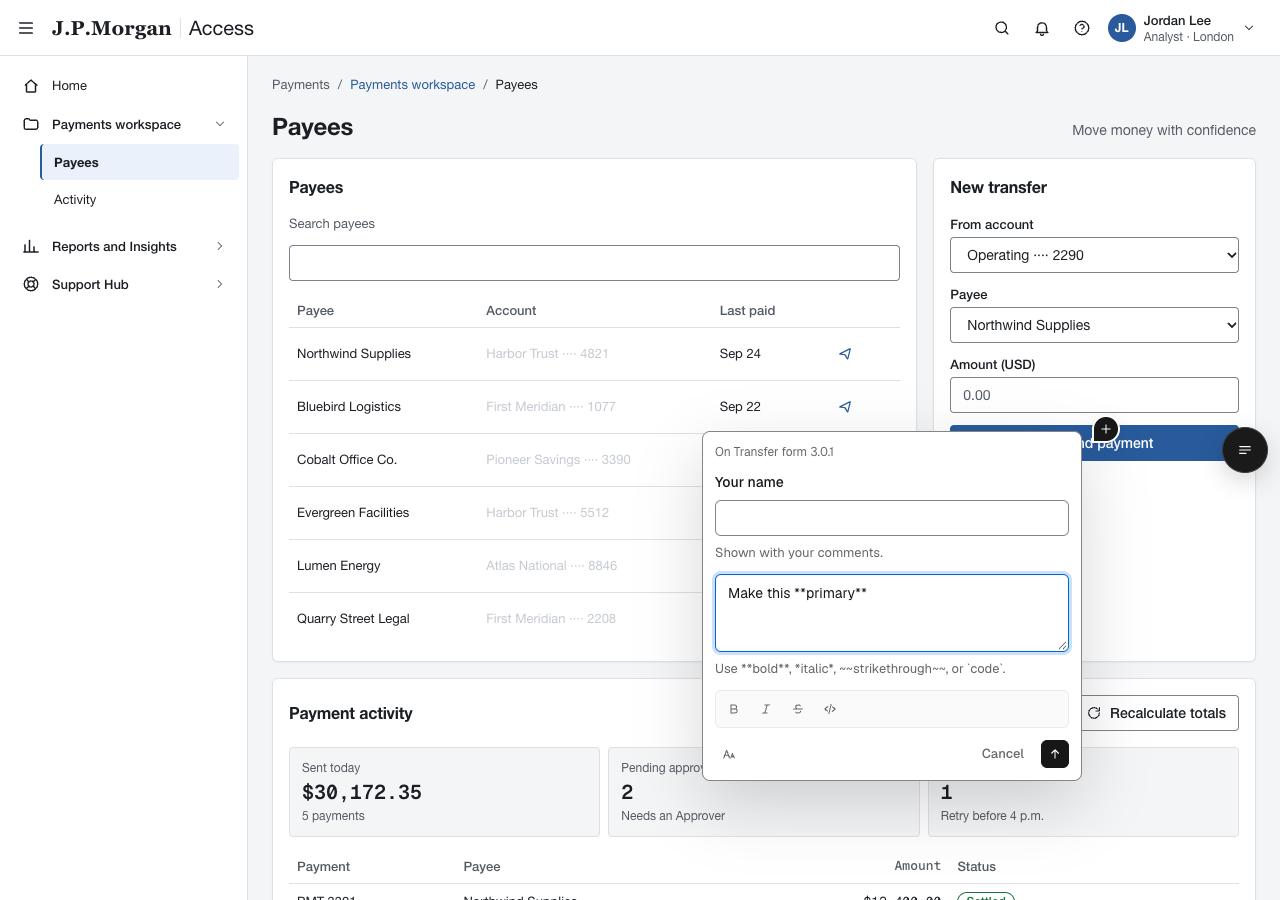 J.P.Morgan Access
JL
Jordan Lee
Analyst · London
Home
Payments workspace
Payees
Activity
Reports and Insights
Support Hub
Payments / Payments workspace / Payees
Payees
Move money with confidence
Payees
Search payees
Payee Account Last paid
Northwind Supplies Harbor Trust ···· 4821 Sep 24
Bluebird Logistics First Meridian ···· 1077 Sep 22
Cobalt Office Co. Pioneer Savings ···· 3390
Evergreen Facilities Harbor Trust ···· 5512
Lumen Energy Atlas National ···· 8846
Quarry Street Legal First Meridian ···· 2208
New transfer
From account
Operating ···· 2290
Payee
Northwind Supplies
Amount (USD)
0.00
payment
On Transfer form 3.0.1
Your name
Shown with your comments.
Make this **primary**
Use **bold**, *italic*, ~~strikethrough~~, or `code`.
B I S </>
AA Cancel
Payment activity
Recalculate totals
Sent today
$30,172.35
5 payments
Pending
2
Needs an Approver
1
Retry before 4 p.m.
Payment Payee Amount Status